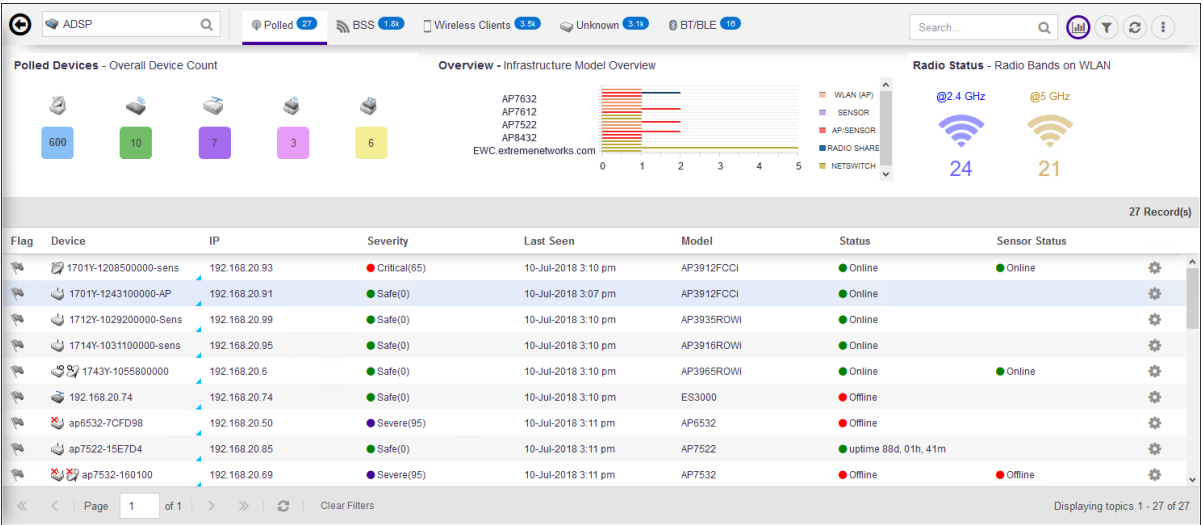 ADSP Polled 27 BSS 1.8k Wireless Clients 3.5k Unknown 3.1k BT/BLE 16 Search...
Polled Devices - Overall Device Count
600 10 7 3 6
Overview - Infrastructure Model Overview
AP7632
AP7612
AP7522
AP8432
EWC.extremenetworks.com
0 1 2 3 4 5
WLAN (AP)
SENSOR
AP/SENSOR
RADIO SHARE
NETSWITCH
Radio Status - Radio Bands on WLAN
@2.4 GHz @5 GHz
24 21
27 Record(s)
Flag Device IP Severity Last Seen Model Status Sensor Status
1701Y-1208500000-sens 192.168.20.93 Critical(65) 10-Jul-2018 3:10 pm AP3912FCCi Online Online
1701Y-1243100000-AP 192.168.20.91 Safe(0) 10-Jul-2018 3:07 pm AP3912FCCi Online
1712Y-1029200000-Sens 192.168.20.99 Safe(0) 10-Jul-2018 3:10 pm AP3935ROWi Online
1714Y-1031100000-sens 192.168.20.95 Safe(0) 10-Jul-2018 3:10 pm AP3916ROWi Online
1743Y-1055800000 192.168.20.6 Safe(0) 10-Jul-2018 3:10 pm AP3965ROWi Online Online
192.168.20.74 192.168.20.74 Safe(0) 10-Jul-2018 3:10 pm ES3000 Offline
ap6532-7CFD98 192.168.20.50 Severe(95) 10-Jul-2018 3:11 pm AP6532 Offline
ap7522-15E7D4 192.168.20.85 Safe(0) 10-Jul-2018 3:11 pm AP7522 uptime 88d, 01h, 41m
ap7532-160100 192.168.20.69 Severe(95) 10-Jul-2018 3:11 pm AP7532 Offline Offline
Page 1 of 1 Clear Filters Displaying topics 1 - 27 of 27